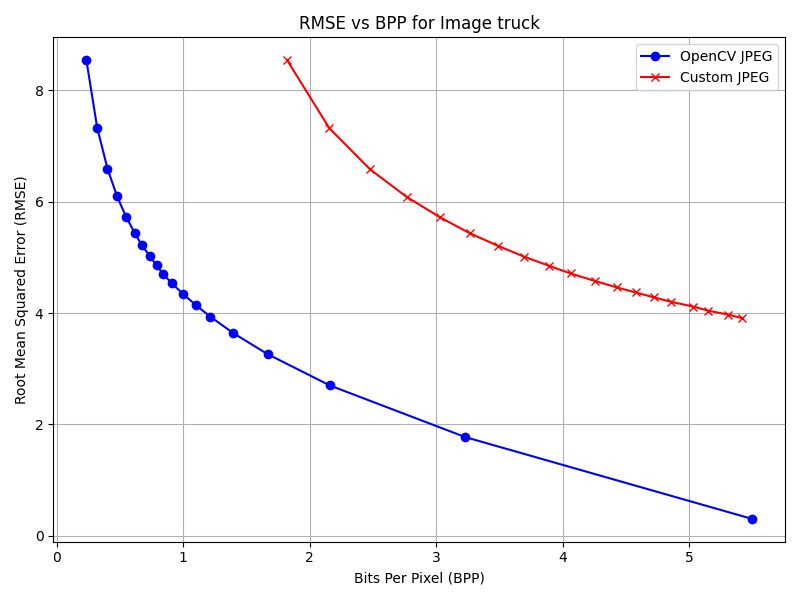 RMSE vs BPP for Image truck
OpenCV JPEG
Custom JPEG
Root Mean Squared Error (RMSE)
8
6
4
2
0
0 1 2 3 4 5
Bits Per Pixel (BPP)